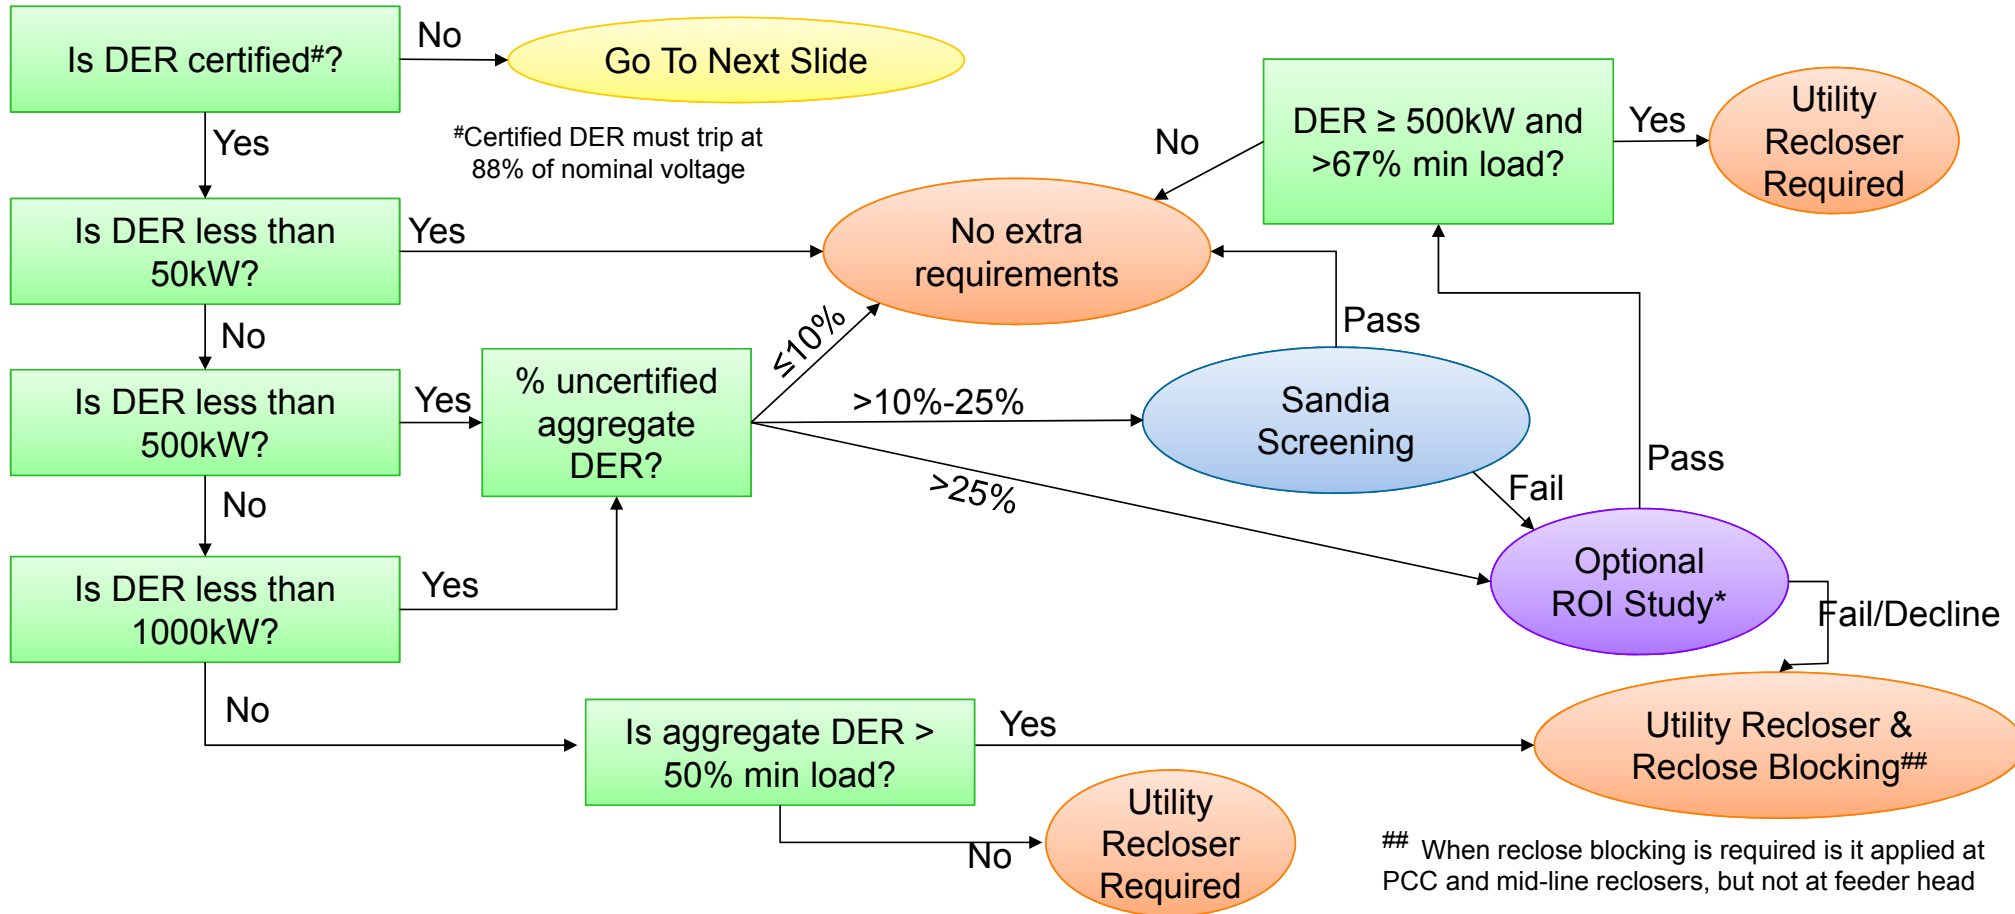 Is DER certified#?
No
Go To Next Slide
Yes
#Certified DER must trip at
88% of nominal voltage
DER ≥ 500kW and
>67% min load?
No
Yes
Utility
Recloser
Required
Is DER less than
50kW?
Yes
No extra
requirements
No
≤10%
Pass
Is DER less than
500kW?
Yes
% uncertified
aggregate
DER?
>10%-25%
Sandia
Screening
>25%
Fail
Pass
No
Is DER less than
1000kW?
Yes
Optional
ROI Study*
Fail/Decline
No
Is aggregate DER >
50% min load?
Yes
Utility Recloser &
Reclose Blocking##
No
Utility
Recloser
Required
## When reclose blocking is required is it applied at
PCC and mid-line reclosers, but not at feeder head